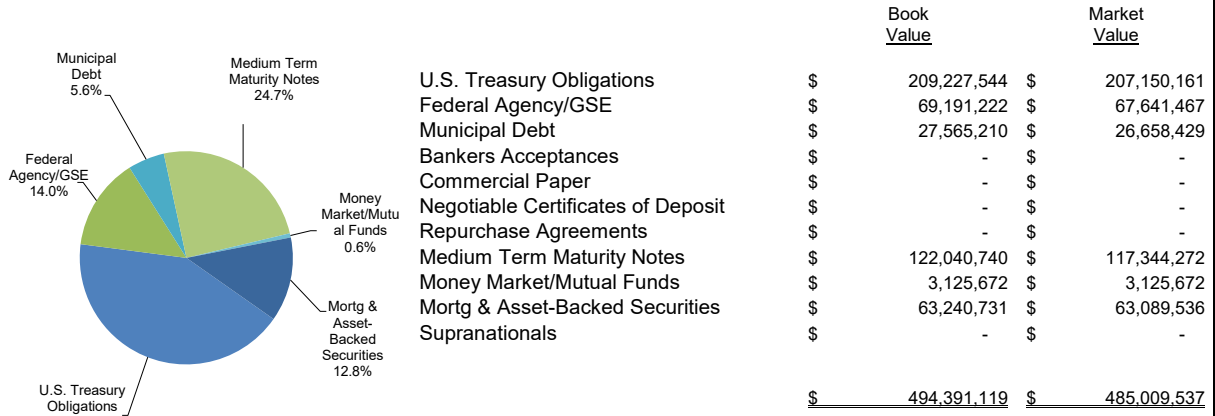 Municipal
Debt
5.6%
Medium Term
Maturity Notes
24.7%
Federal
Agency/GSE
14.0%
Money
Market/Mutu
al Funds
0.6%
Mortg &
Asset-
Backed
Securities
12.8%
U.S. Treasury
Obligations
Book Market
Value Value
U.S. Treasury Obligations $ 209,227,544 $ 207,150,161
Federal Agency/GSE $ 69,191,222 $ 67,641,467
Municipal Debt $ 27,565,210 $ 26,658,429
Bankers Acceptances $ - $ -
Commercial Paper $ - $ -
Negotiable Certificates of Deposit $ - $ -
Repurchase Agreements $ - $ -
Medium Term Maturity Notes $ 122,040,740 $ 117,344,272
Money Market/Mutual Funds $ 3,125,672 $ 3,125,672
Mortg & Asset-Backed Securities $ 63,240,731 $ 63,089,536
Supranationals $ - $ -
$ 494,391,119 $ 485,009,537